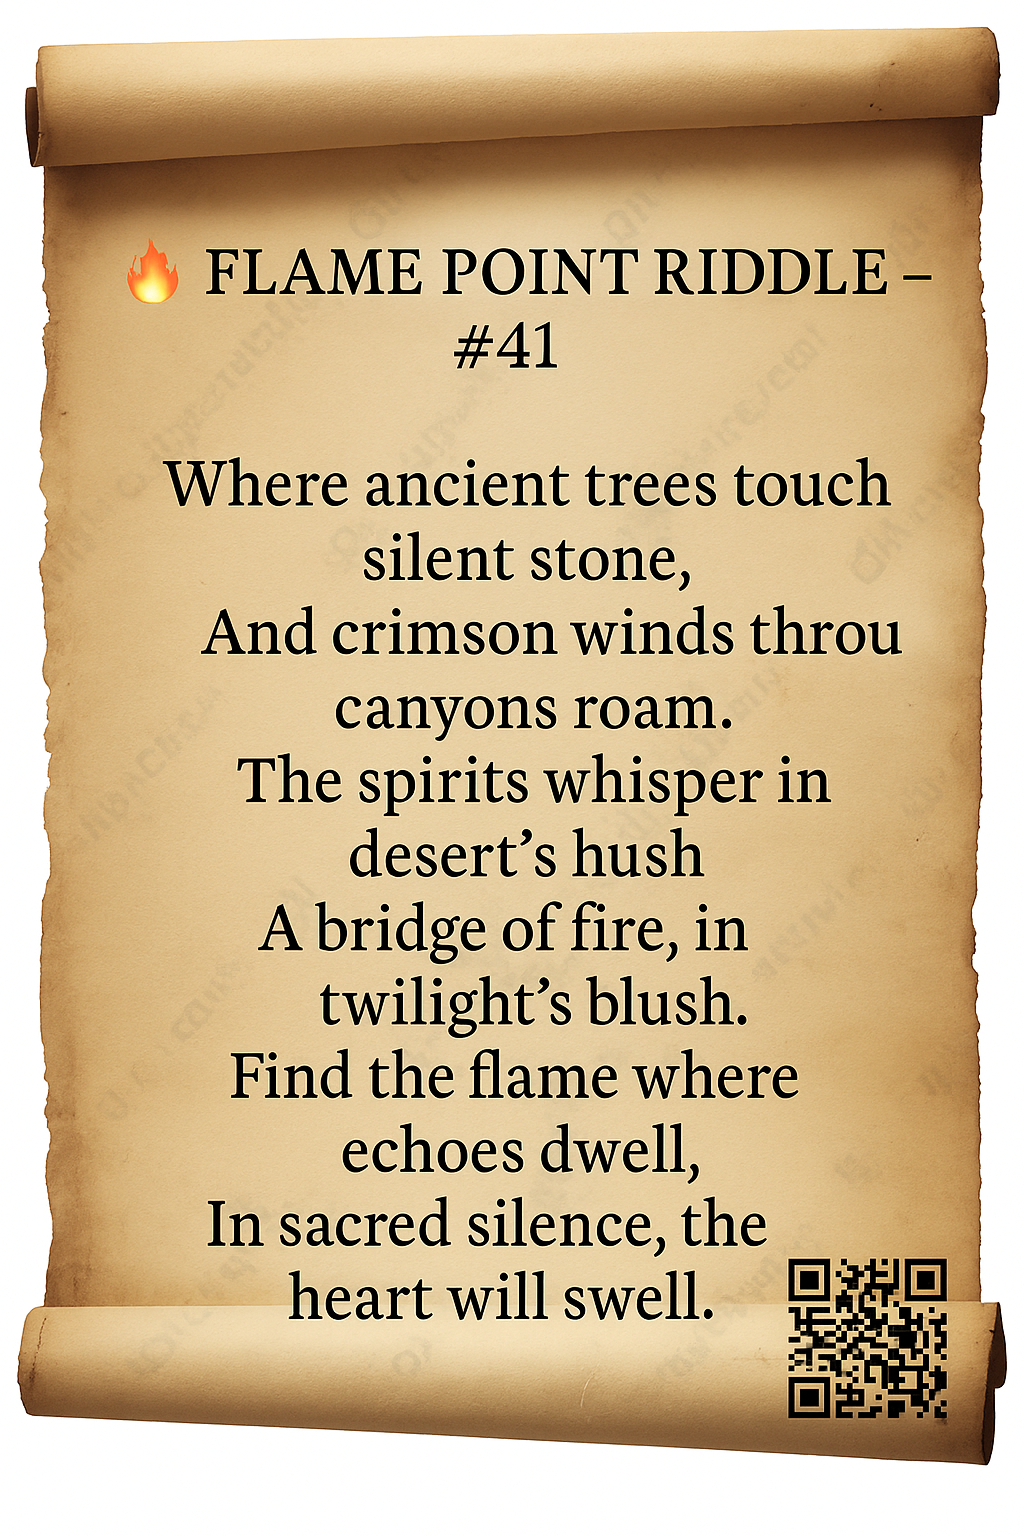 🔥 FLAME POINT RIDDLE –
#41
Where ancient trees touch
silent stone,
And crimson winds throu
canyons roam.
The spirits whisper in
desert’s hush
A bridge of fire, in
twilight’s blush.
Find the flame where
echoes dwell,
In sacred silence, the
heart will swell.